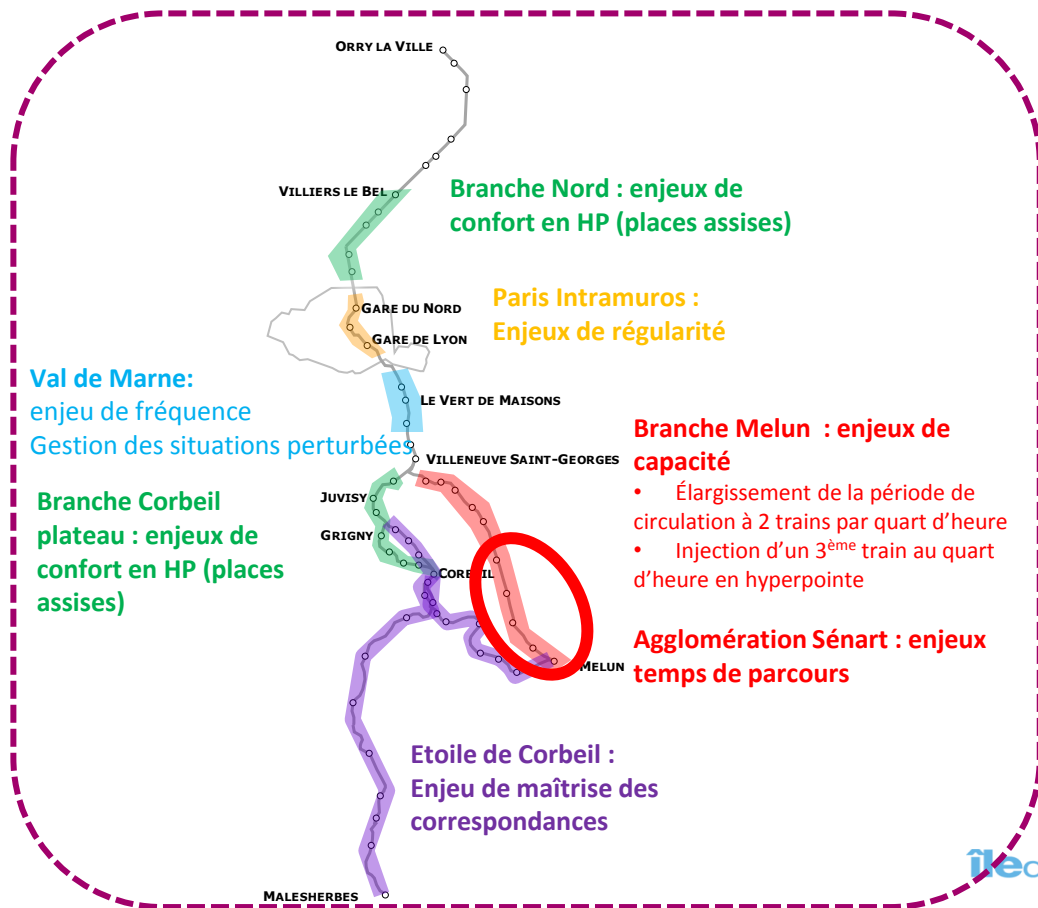 ORRY LA VILLE
VILLIERS LE BEL
Branche Nord : enjeux de
confort en HP (places assises)
GARE DU NORD
GARE DE LYON
Paris Intramuros :
Enjeux de régularité
Val de Marne:
enjeu de fréquence
Gestion des situations perturbées
LE VERT DE MAISONS
VILLENEUVE SAINT-GEORGES
Branche Melun : enjeux de
capacité
• Élargissement de la période de
circulation à 2 trains par quart d'heure
• Injection d'un 3ème train au quart
d'heure en hyperpointe
JUVISY
GRIGNY
CORBEIL
Branche Corbeil
plateau : enjeux de
confort en HP (places
assises)
MELUN
Agglomération Sénart : enjeux
temps de parcours
Etoile de Corbeil :
Enjeu de maîtrise des
correspondances
MALESHERBES
île